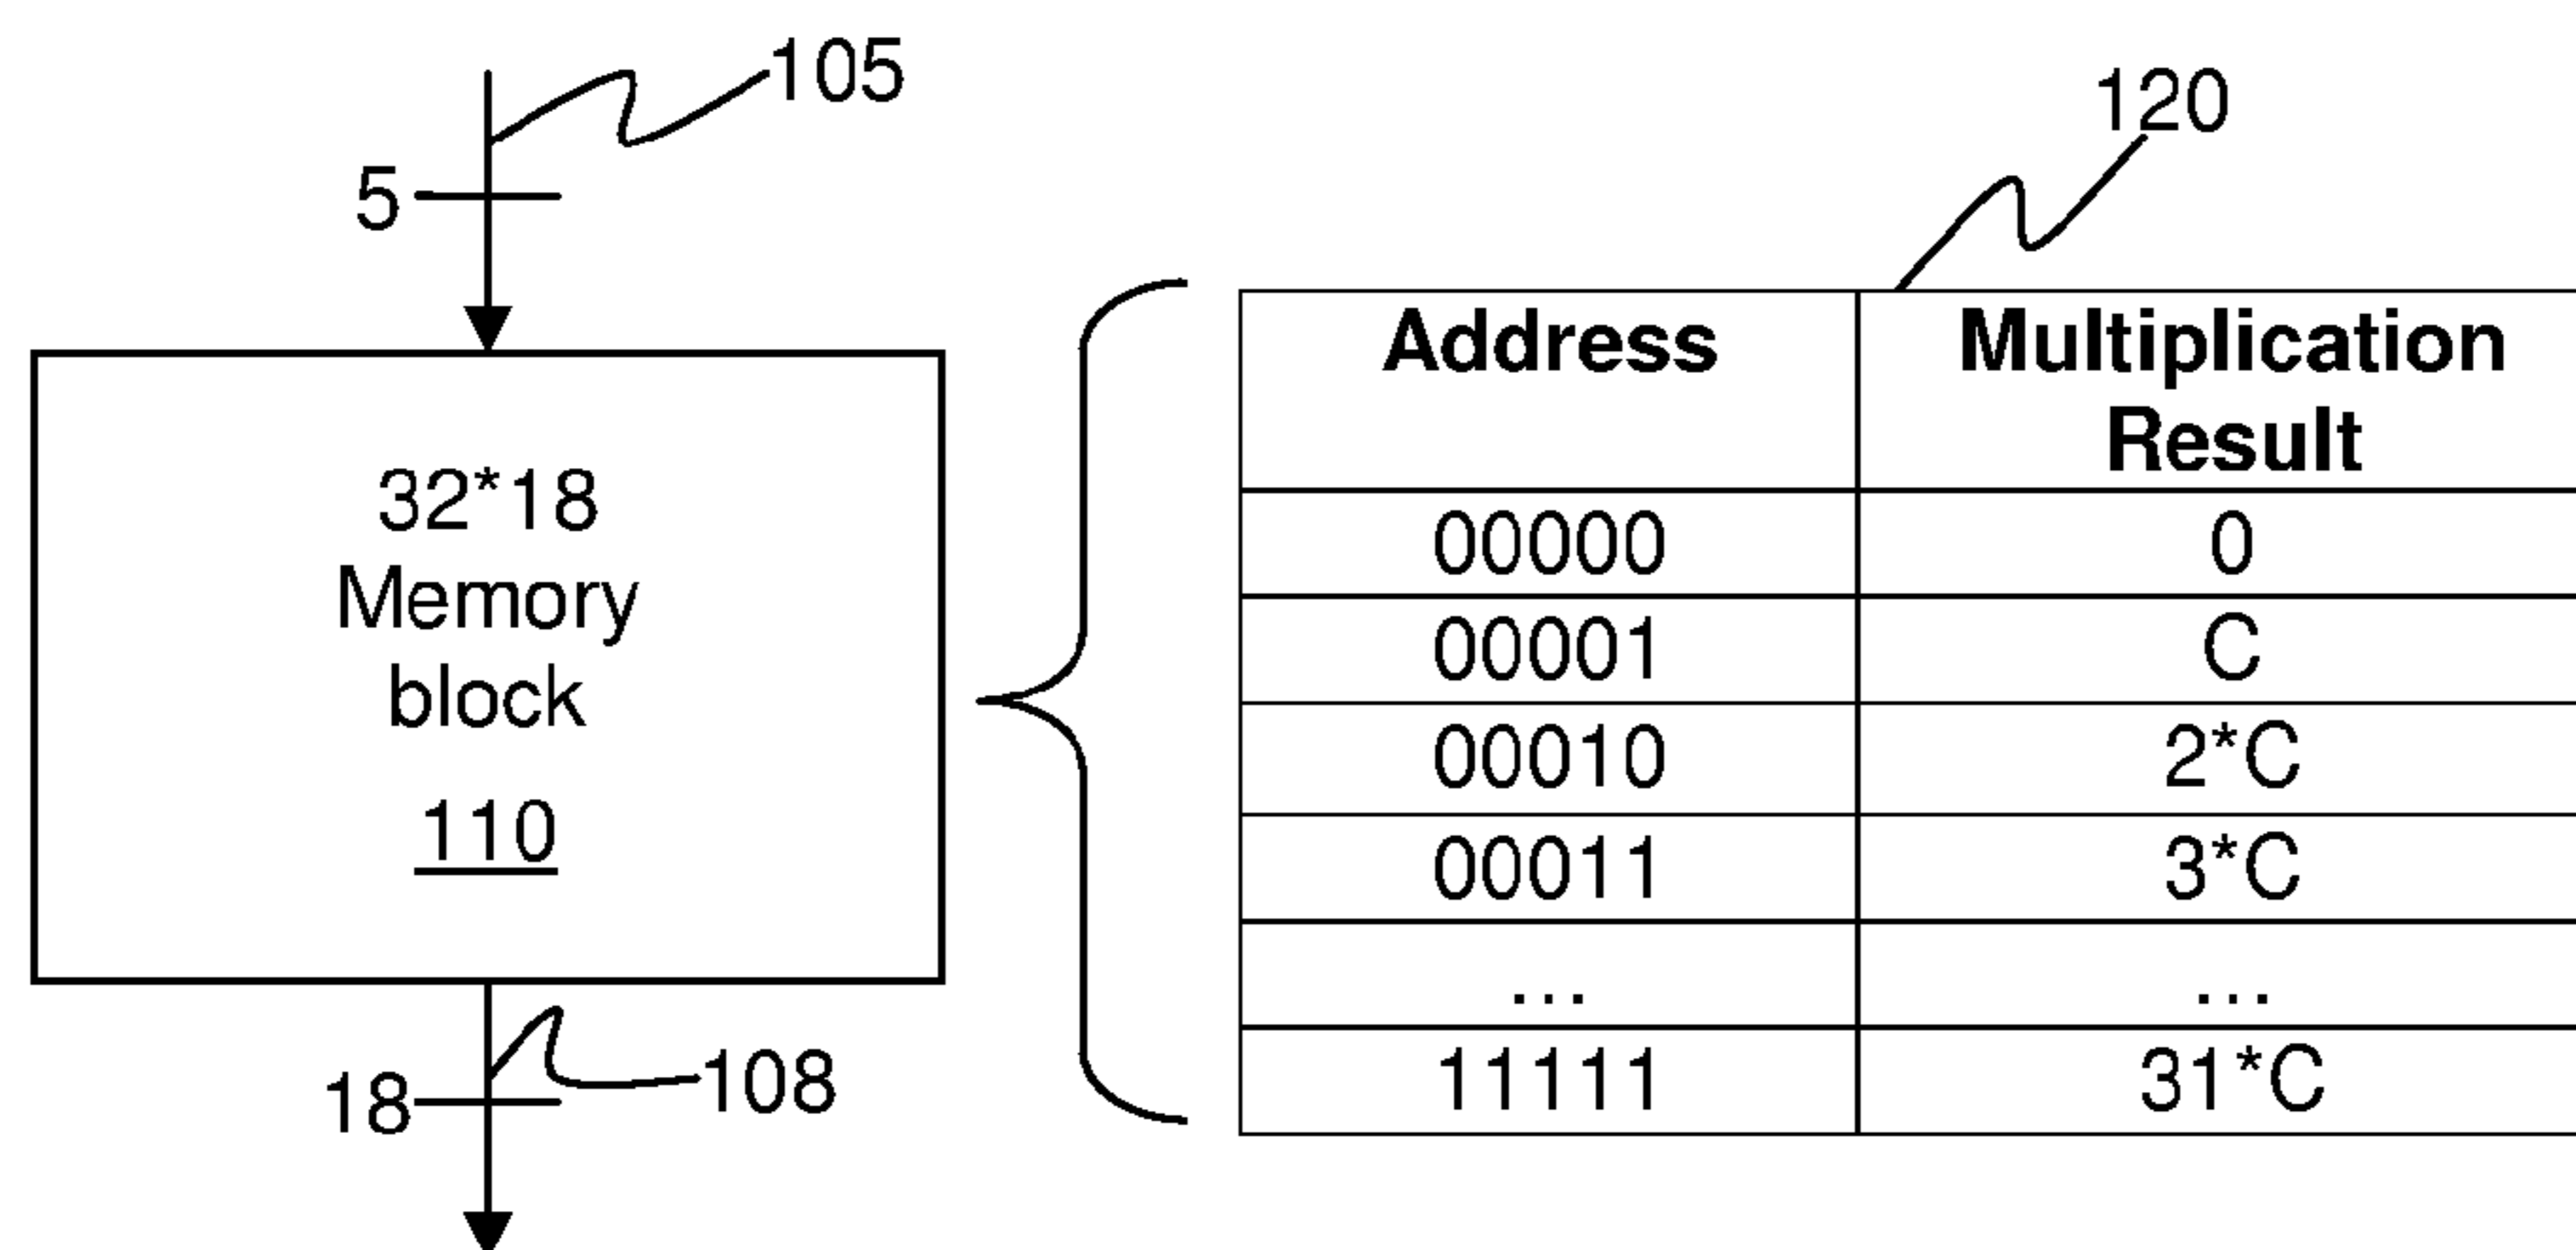 105
5
32*18
Memory
block
110
18
108
120
Address Multiplication
Result
00000 0
00001 C
00010 2*C
00011 3*C
... ...
11111 31*C